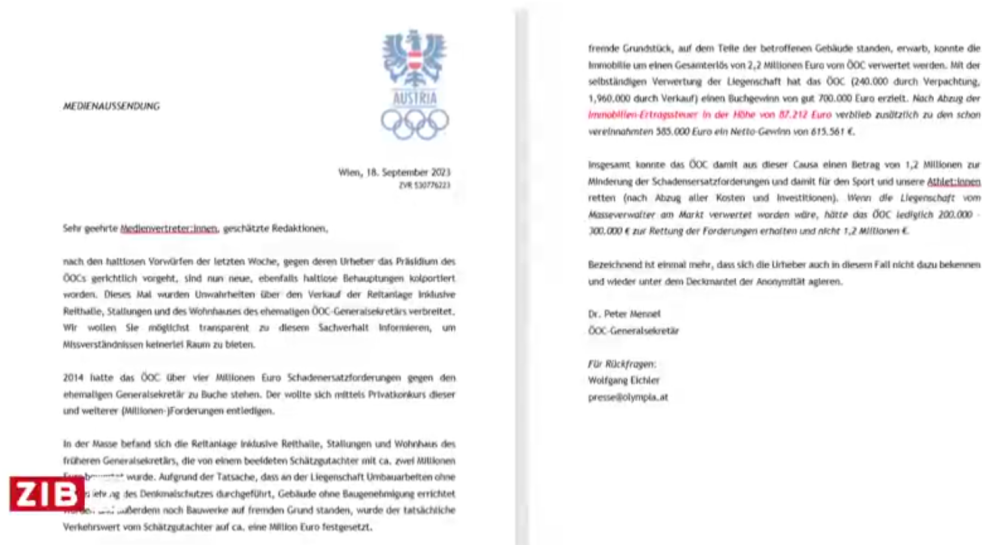 AUSTRIA
MEDIENAUSSENDUNG
Wien, 18. September 2023
ZVR 530776223
Sehr geehrte Medienvertreter:innen, geschätzte Redaktionen,
nach den haltlosen Vorwürfen der letzten Woche, gegen deren Urheber das Präsidium des
ÖOCs gerichtlich vorgeht, sind nun neue, ebenfalls haltlose Behauptungen kolportiert
worden. Dieses Mal wurden Unwahrheiten über den Verkauf der Reitanlage inklusive
Reithalle, Stallungen und des Wohnhauses des ehemaligen ÖOC-Generalsekretärs verbreitet.
Wir wollen Sie möglichst transparent zu diesem Sachverhalt informieren, um
Missverständnissen keinerlei Raum zu bieten.
2014 hatte das ÖOC über vier Millionen Euro Schadenersatzforderungen gegen den
ehemaligen Generalsekretär zu Buche stehen. Der wollte sich mittels Privatkonkurs dieser
und weiterer (Millionen-)Forderungen entledigen.
In der Masse befand sich die Reitanlage inklusive Reithalle, Stallungen und Wohnhaus des
früheren Generalsekretärs, die von einem beeideten Schätzgutachter mit ca. zwei Millionen
wurde. Aufgrund der Tatsache, dass an der Liegenschaft Umbauarbeiten ohne
des Denkmalschutzes durchgeführt, Gebäude ohne Baugenehmigung errichtet
außerdem noch Bauwerke auf fremden Grund standen, wurde der tatsächliche
Verkehrswert vom Schätzgutachter auf ca. eine Million Euro festgesetzt.
ZIB
fremde Grundstück, auf dem Teile der betroffenen Gebäude standen, erwarb, konnte die
Immobilie um einen Gesamterlös von 2,2 Millionen Euro vom ÖOC verwertet werden. Mit der
selbständigen Verwertung der Liegenschaft hat das ÖOC (240.000 durch Verpachtung,
1,960.000 durch Verkauf) einen Buchgewinn von gut 700.000 Euro erzielt. Nach Abzug der
Immobilien-Ertragssteuer in der Höhe von 87.212 Euro verblieb zusätzlich zu den schon
vereinnahmten 585.000 Euro ein Netto-Gewinn von 615.561 €.
Insgesamt konnte das ÖOC damit aus dieser Causa einen Betrag von 1,2 Millionen zur
Minderung der Schadensersatzforderungen und damit für den Sport und unsere Athlet:innen
retten (nach Abzug aller Kosten und Investitionen). Wenn die Liegenschaft vom
Masseverwalter am Markt verwertet worden wäre, hätte das ÖOC lediglich 200.000 -
300.000 € zur Rettung der Forderungen erhalten und nicht 1,2 Millionen €.
Bezeichnend ist einmal mehr, dass sich die Urheber auch in diesem Fall nicht dazu bekennen
und wieder unter dem Deckmantel der Anonymität agieren.
Dr. Peter Mennel
ÖOC-Generalsekretär
Für Rückfragen:
Wolfgang Eichler
presse@olympia.at